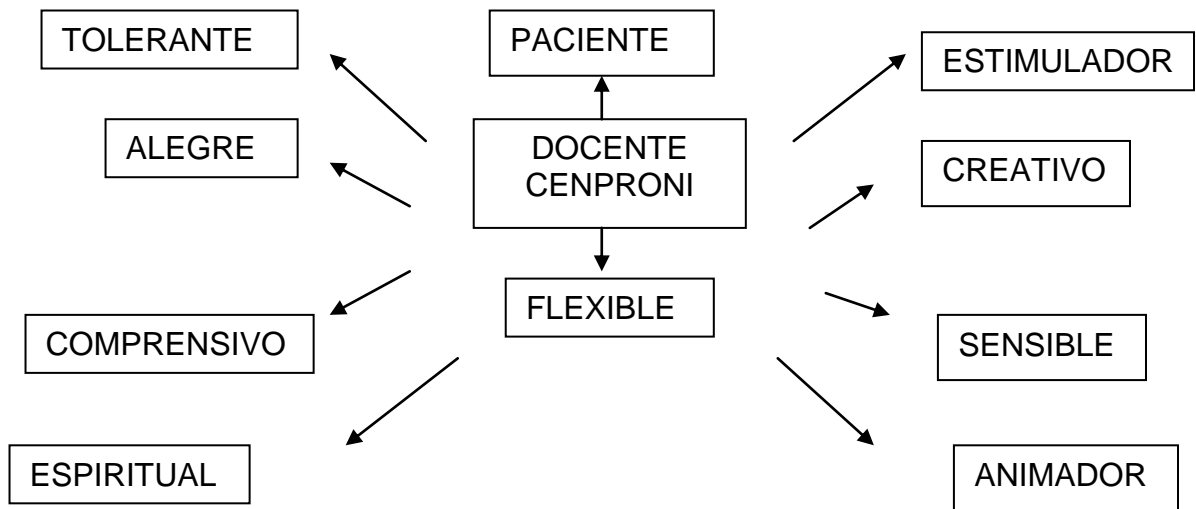 TOLERANTE
PACIENTE
ESTIMULADOR
ALEGRE
DOCENTE
CENPRONI
CREATIVO
FLEXIBLE
COMPRENSIVO
SENSIBLE
ESPIRITUAL
ANIMADOR